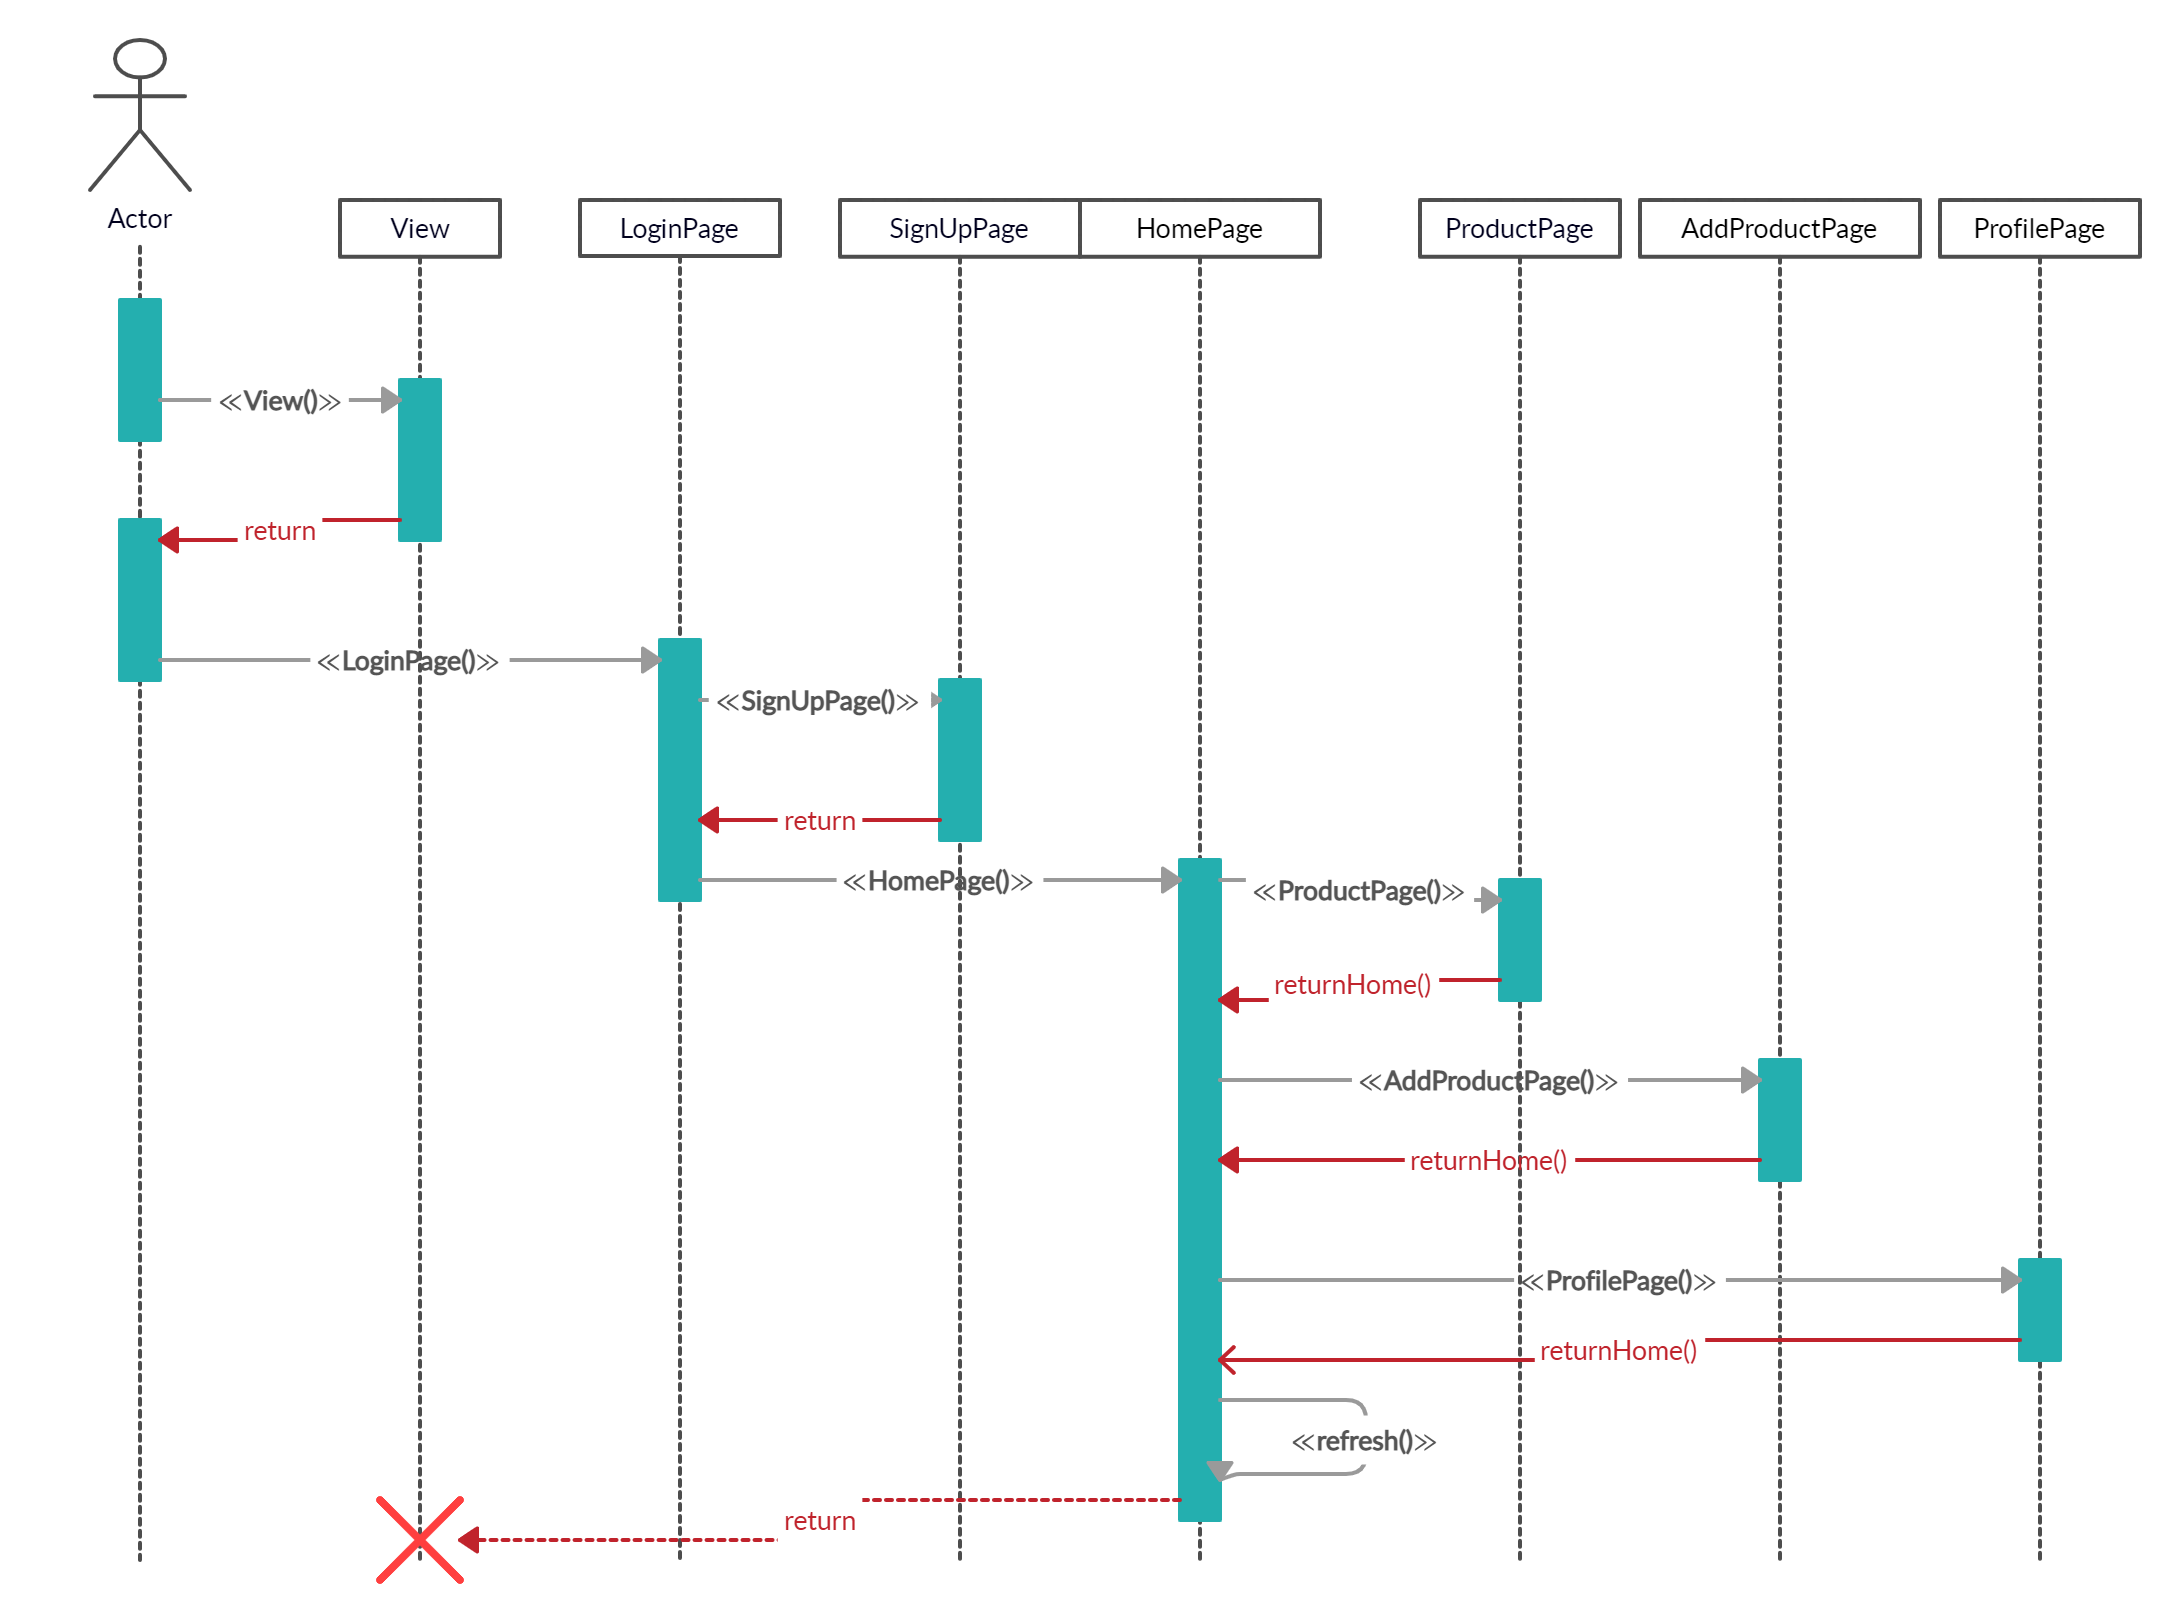 Actor
View
LoginPage
SignUpPage
HomePage
ProductPage
AddProductPage
ProfilePage
≪View()≫
return
≪LoginPage()≫
≪SignUpPage()≫
return
≪HomePage()≫
≪ProductPage()≫
returnHome()
≪AddProductPage()≫
returnHome()
≪ProfilePage()≫
returnHome()
≪refresh()≫
return